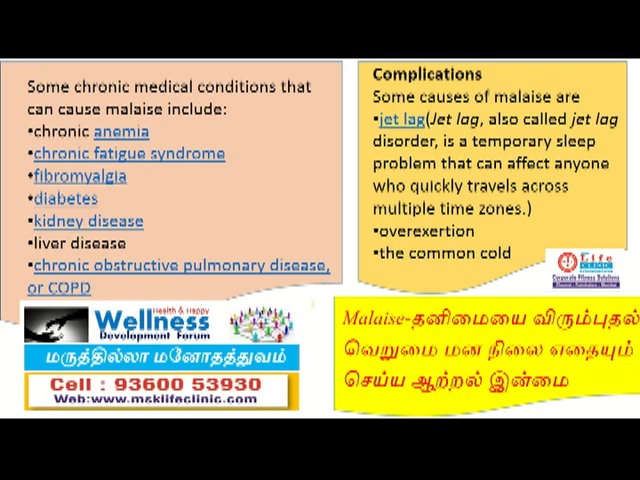 Some chronic medical conditions that
can cause malaise include:
•chronic anemia
•chronic fatigue syndrome
•fibromyalgia
•diabetes
•kidney disease
•liver disease
•chronic obstructive pulmonary disease,
or COPD
Complications
Some causes of malaise are
•jet lag(Jet lag, also called jet lag
disorder, is a temporary sleep
problem that can affect anyone
who quickly travels across
multiple time zones.)
•overexertion
•the common cold
Life
CLINIC
Corporate Fitness Solutions
Health & Happy
Wellness
Development Forum
மருத்தில்லா மனோதத்துவம்
Cell : 93660 53930
Web:www.msklifeclinic.com
Malaise-தனிமையை விரும்புதல்
வெறுமை மன நிலை எதையும்
செய்ய ஆற்றல் இன்மை